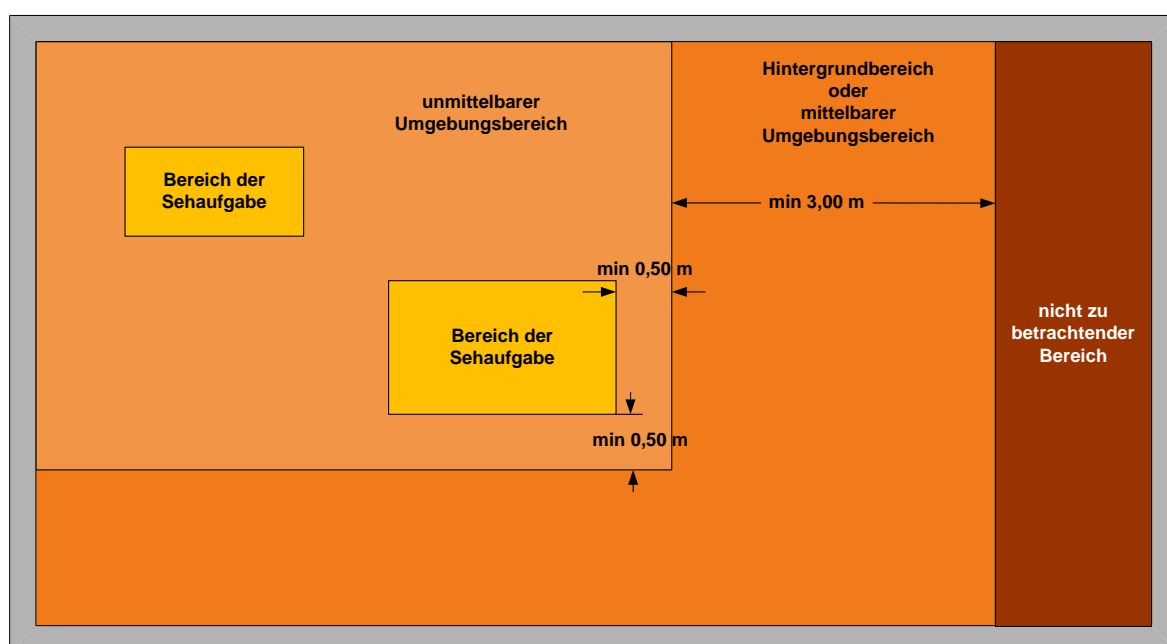 unmittelbarer
Umgebungsbereich
Hintergrundbereich
oder
mittelbarer
Umgebungsbereich
Bereich der
Sehaufgabe
min 3,00 m
min 0,50 m
Bereich der
Sehaufgabe
nicht zu
betrachtender
Bereich
min 0,50 m